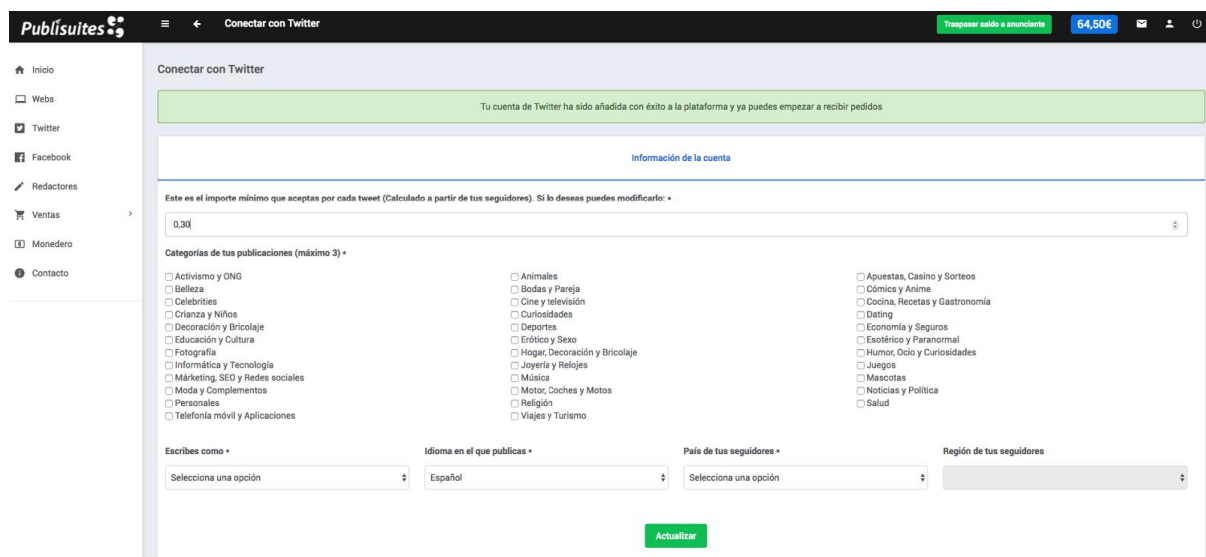 Publisuites
Conectar con Twitter
Traspasar saldo a anunciante
64,50€
Inicio
Webs
Twitter
Facebook
Redactores
Ventas
Monedero
Contacto
Conectar con Twitter
Tu cuenta de Twitter ha sido añadida con éxito a la plataforma y ya puedes empezar a recibir pedidos
Información de la cuenta
Este es el importe mínimo que aceptas por cada tweet (Calculado a partir de tus seguidores). Si lo deseas puedes modificarlo: *
0,30
Categorías de tus publicaciones (máximo 3) *
Activismo y ONG Animales Apuestas, Casino y Sorteos
Belleza Bodas y Pareja Cómics y Anime
Celebrities Cine y televisión Cocina, Recetas y Gastronomía
Crianza y Niños Curiosidades Dating
Decoración y Bricolaje Deportes Economía y Seguros
Educación y Cultura Erótico y Sexo Esotérico y Paranormal
Fotografía Hogar, Decoración y Bricolaje Humor, Ocio y Curiosidades
Informática y Tecnología Joyería y Relojes Juegos
Márketing, SEO y Redes sociales Música Mascotas
Moda y Complementos Motor, Coches y Motos Noticias y Política
Personales Religión Salud
Telefonía móvil y Aplicaciones Viajes y Turismo
Escribes como * Idioma en el que publicas * País de tus seguidores * Región de tus seguidores
Selecciona una opción Español Selecciona una opción
Actualizar